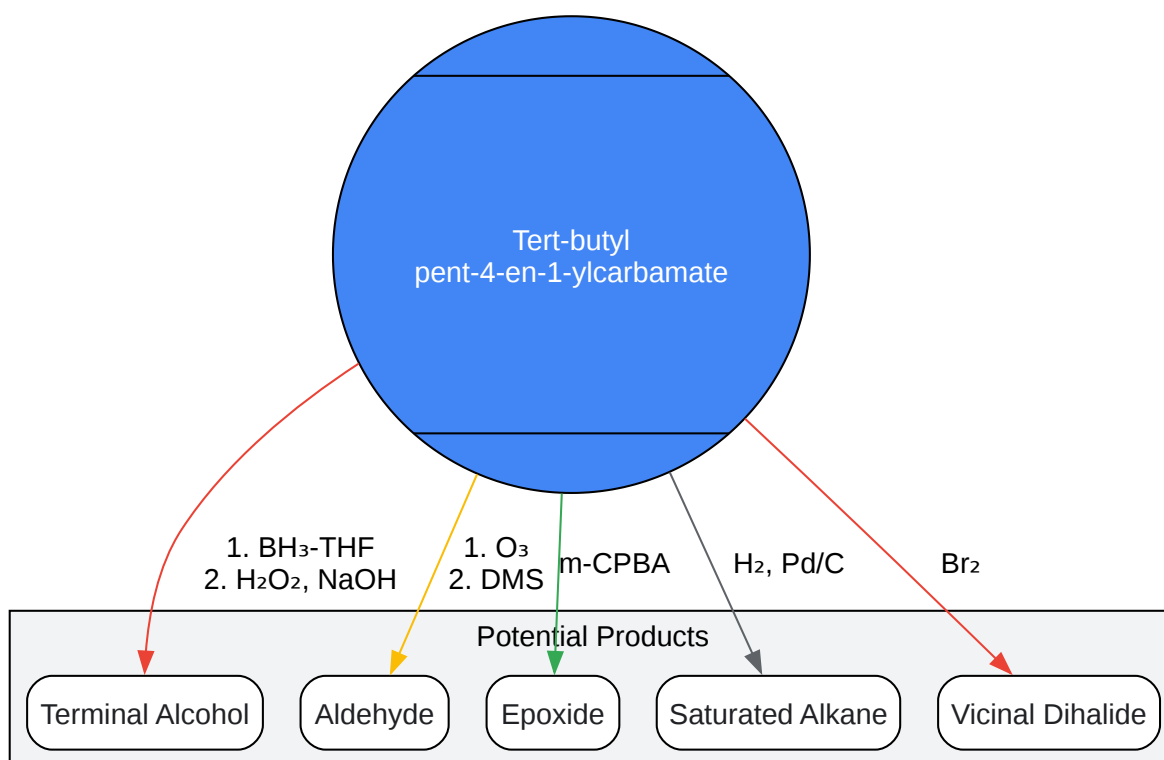 Tert-butyl
pent-4-en-1-ylcarbamate
1. BH₃-THF
2. H₂O₂, NaOH
1. O₃
2. DMS
m-CPBA
H₂, Pd/C
Br₂
Potential Products
Terminal Alcohol
Aldehyde
Epoxide
Saturated Alkane
Vicinal Dihalide